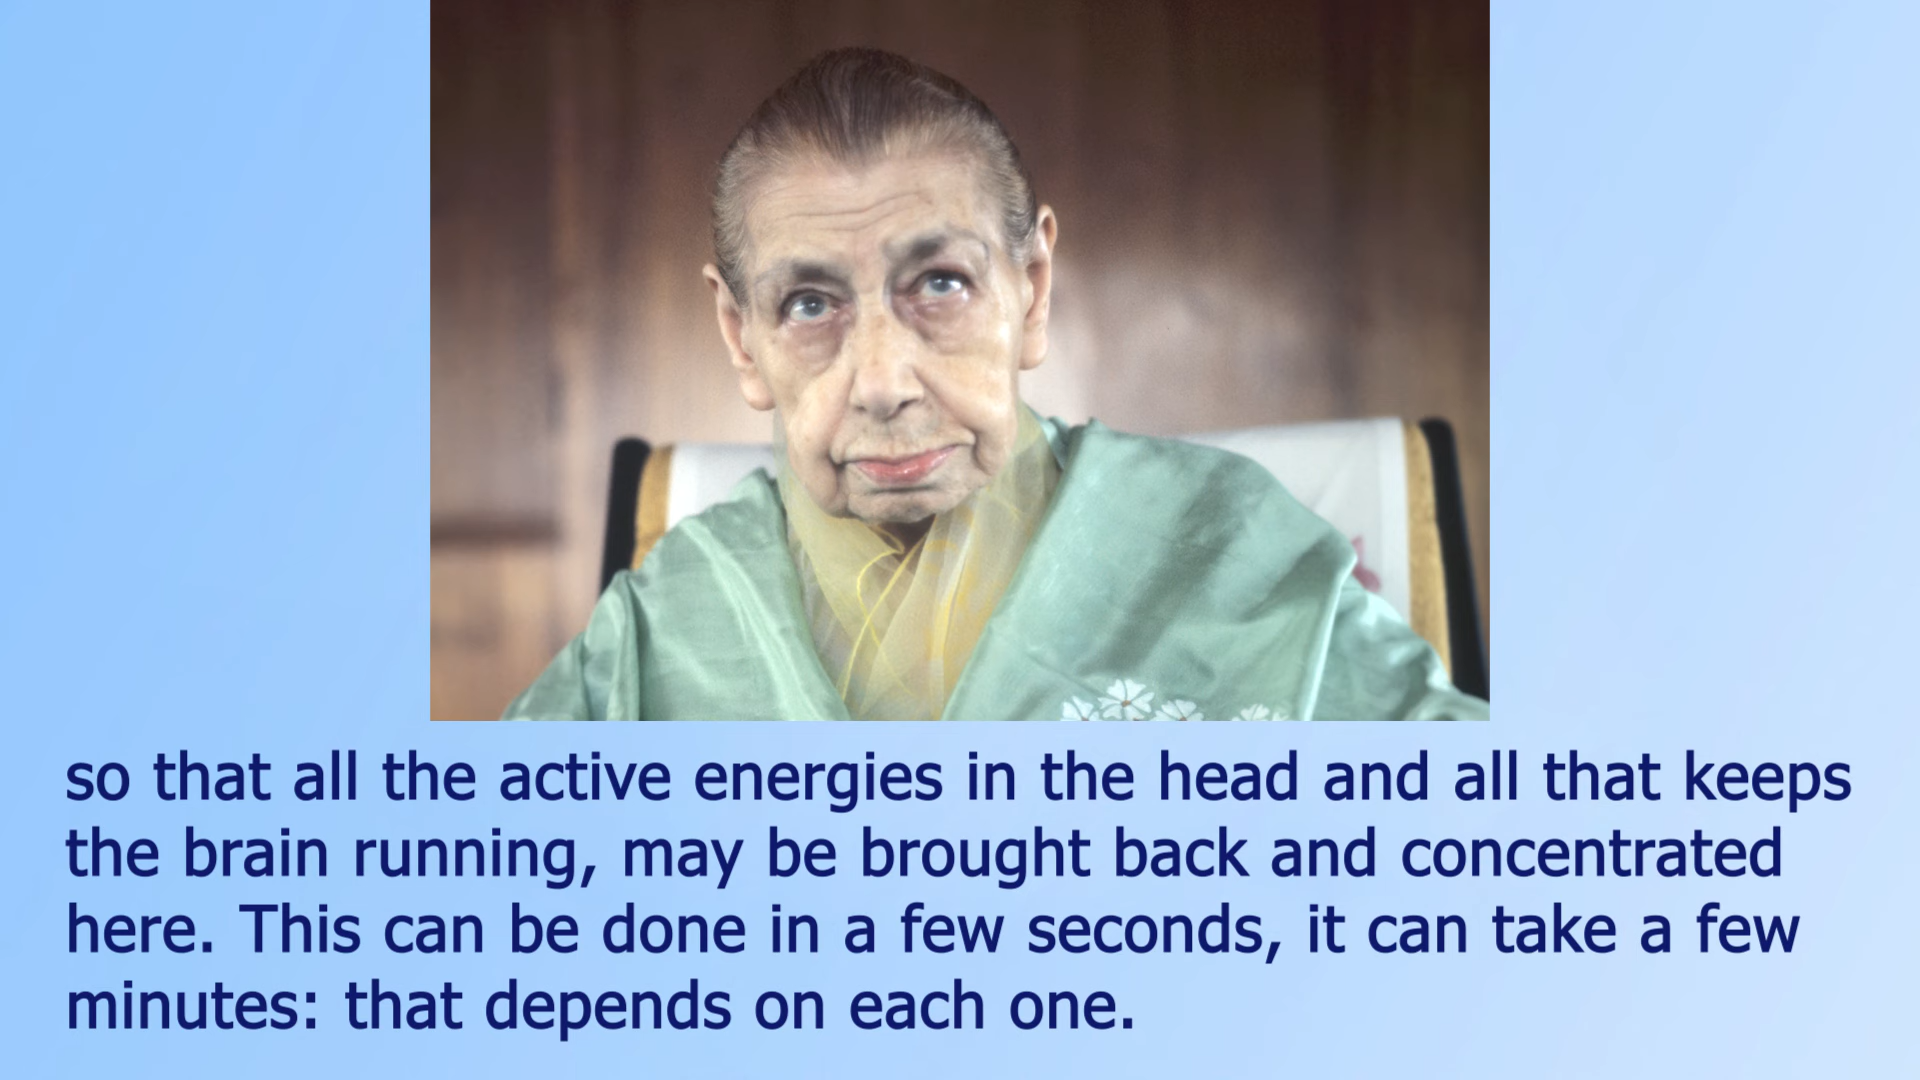 so that all the active energies in the head and all that keeps
the brain running, may be brought back and concentrated
here. This can be done in a few seconds, it can take a few
minutes: that depends on each one.